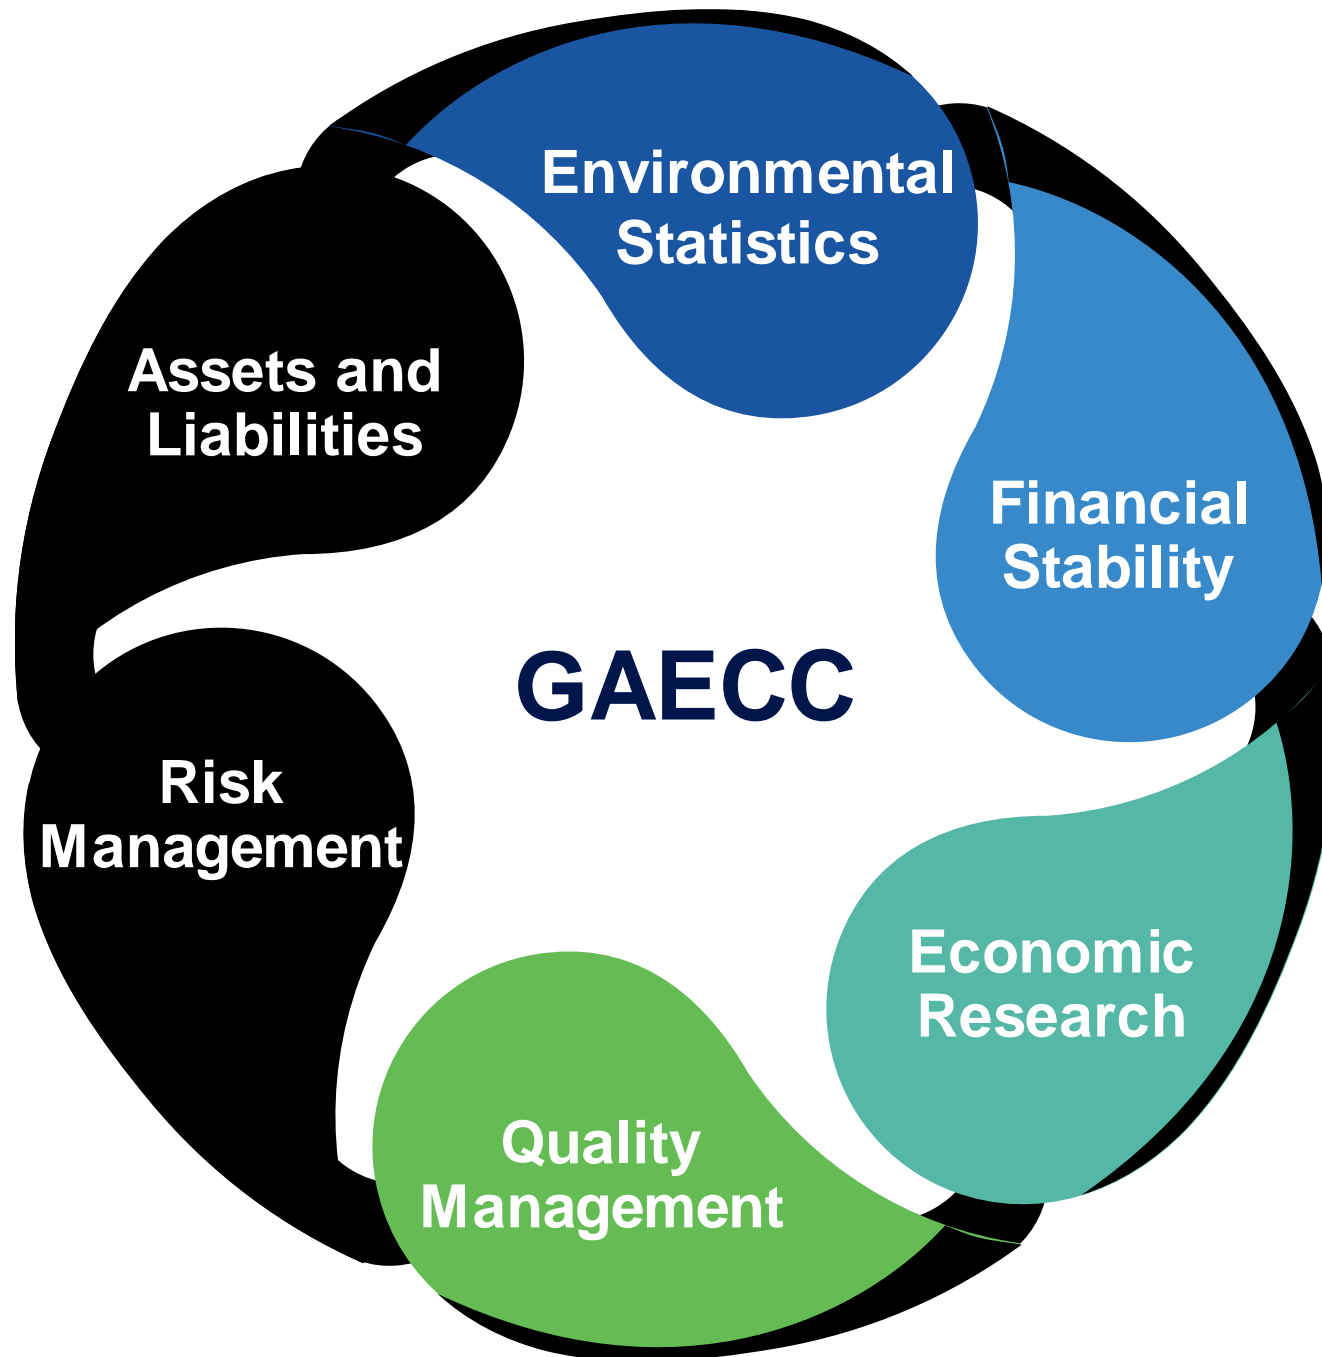 Environmental
Statistics
Assets and
Liabilities
Financial
Stability
GAECC
Risk
Management
Economic
Research
Quality
Management